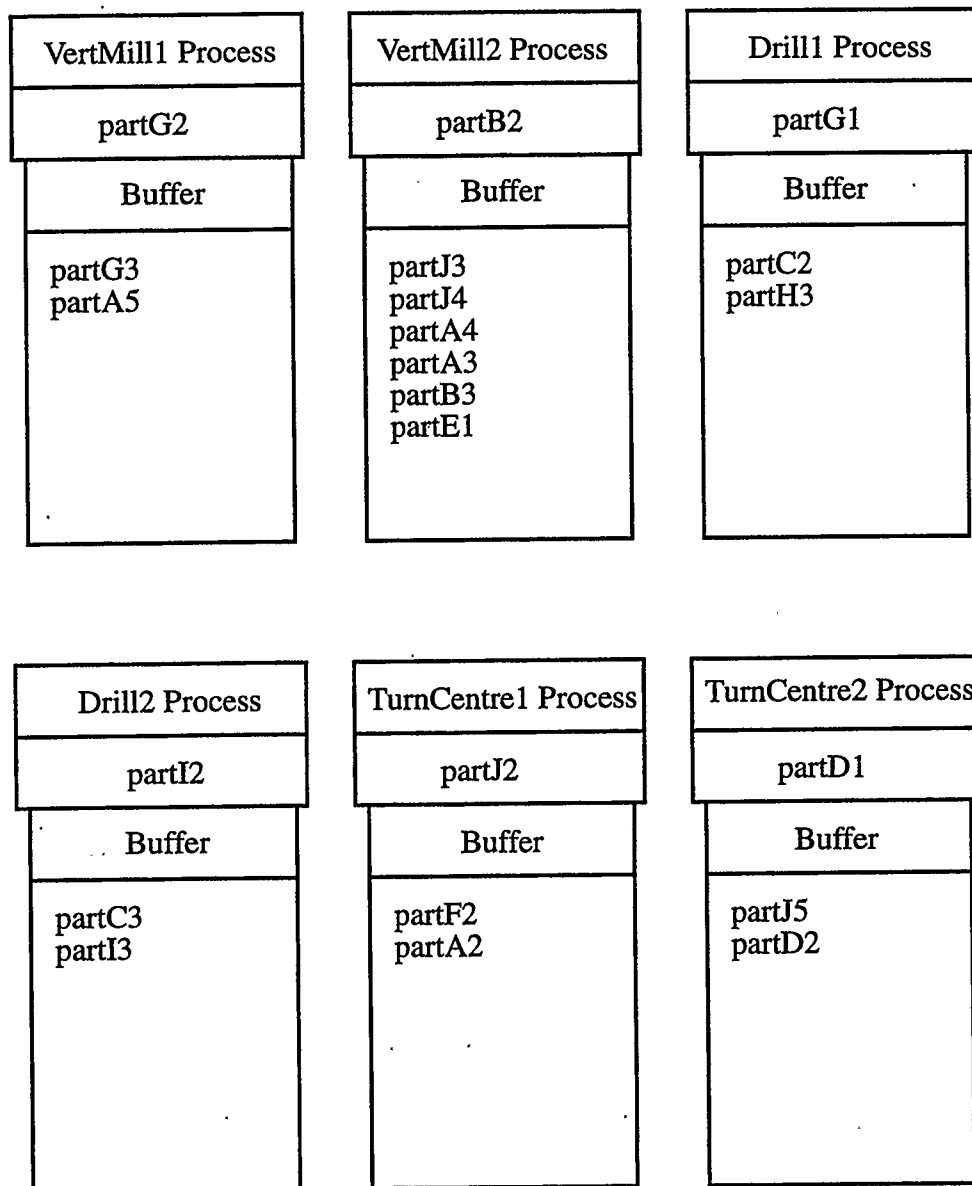 VertMill1 Process
partG2
Buffer
partG3
partA5
VertMill2 Process
partB2
Buffer
partJ3
partJ4
partA4
partA3
partB3
partE1
Drill1 Process
partG1
Buffer
partC2
partH3
Drill2 Process
partI2
Buffer
partC3
partI3
TurnCentre1 Process
partJ2
Buffer
partF2
partA2
TurnCentre2 Process
partD1
Buffer
partJ5
partD2